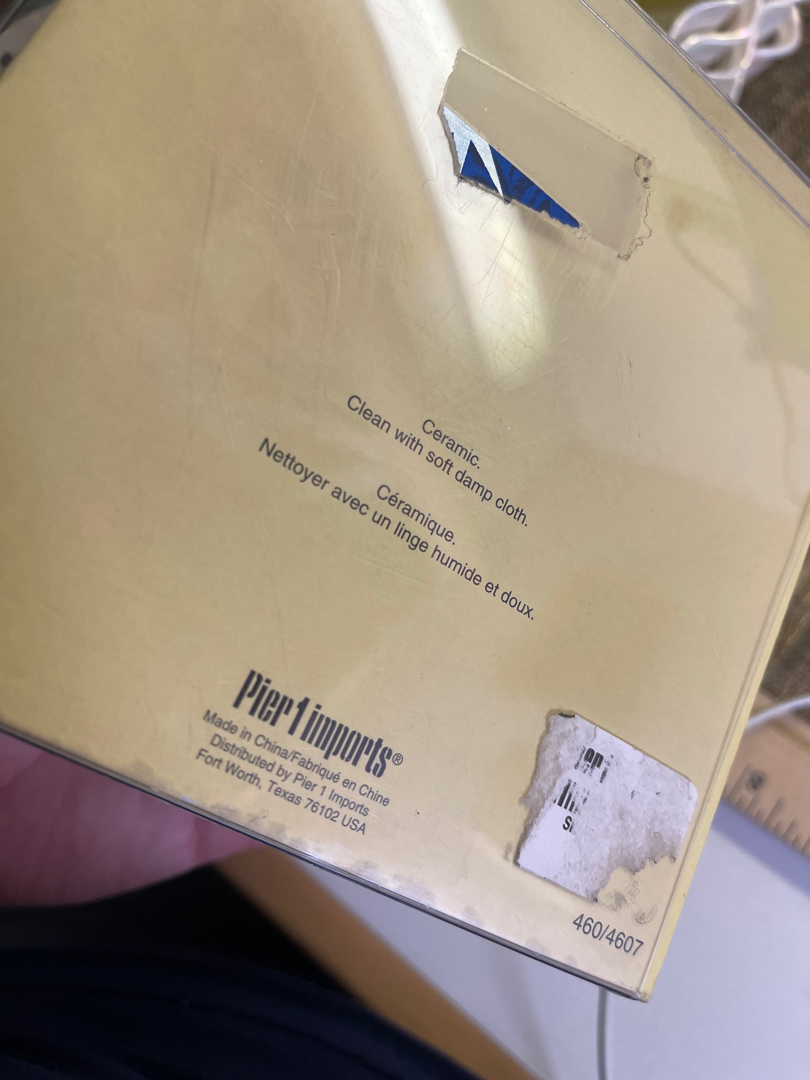 Ceramic.
Clean with soft damp cloth.
Céramique.
Nettoyer avec un linge humide et doux.
Pier 1 imports®
Made in China/Fabriqué en Chine
Distributed by Pier 1 Imports
Fort Worth, Texas 76102 USA
460/4607